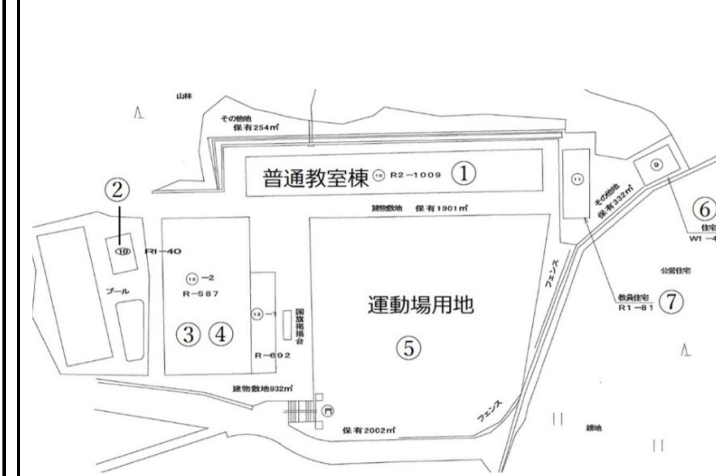 山林
その他地
保有254㎡
普通教室棟
R2-1009
①
建物敷地 保有1901㎡
11
その他地
保有332㎡
9
⑥
住宅
W1-4
公営住宅
教員住宅
R1-81
⑦
②
10
R1-40
プール
-2
R-587
③ ④
-1
R-692
国旗掲揚台
運動場用地
⑤
フェンス
フェンス
建物敷地932㎡
門
保有2002㎡
耕地